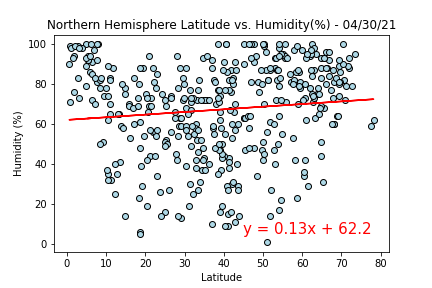 Northern Hemisphere Latitude vs. Humidity(%) - 04/30/21
100
80
60
40
20
0
Humidity (%)
y = 0.13x + 62.2
0 10 20 30 40 50 60 70 80
Latitude